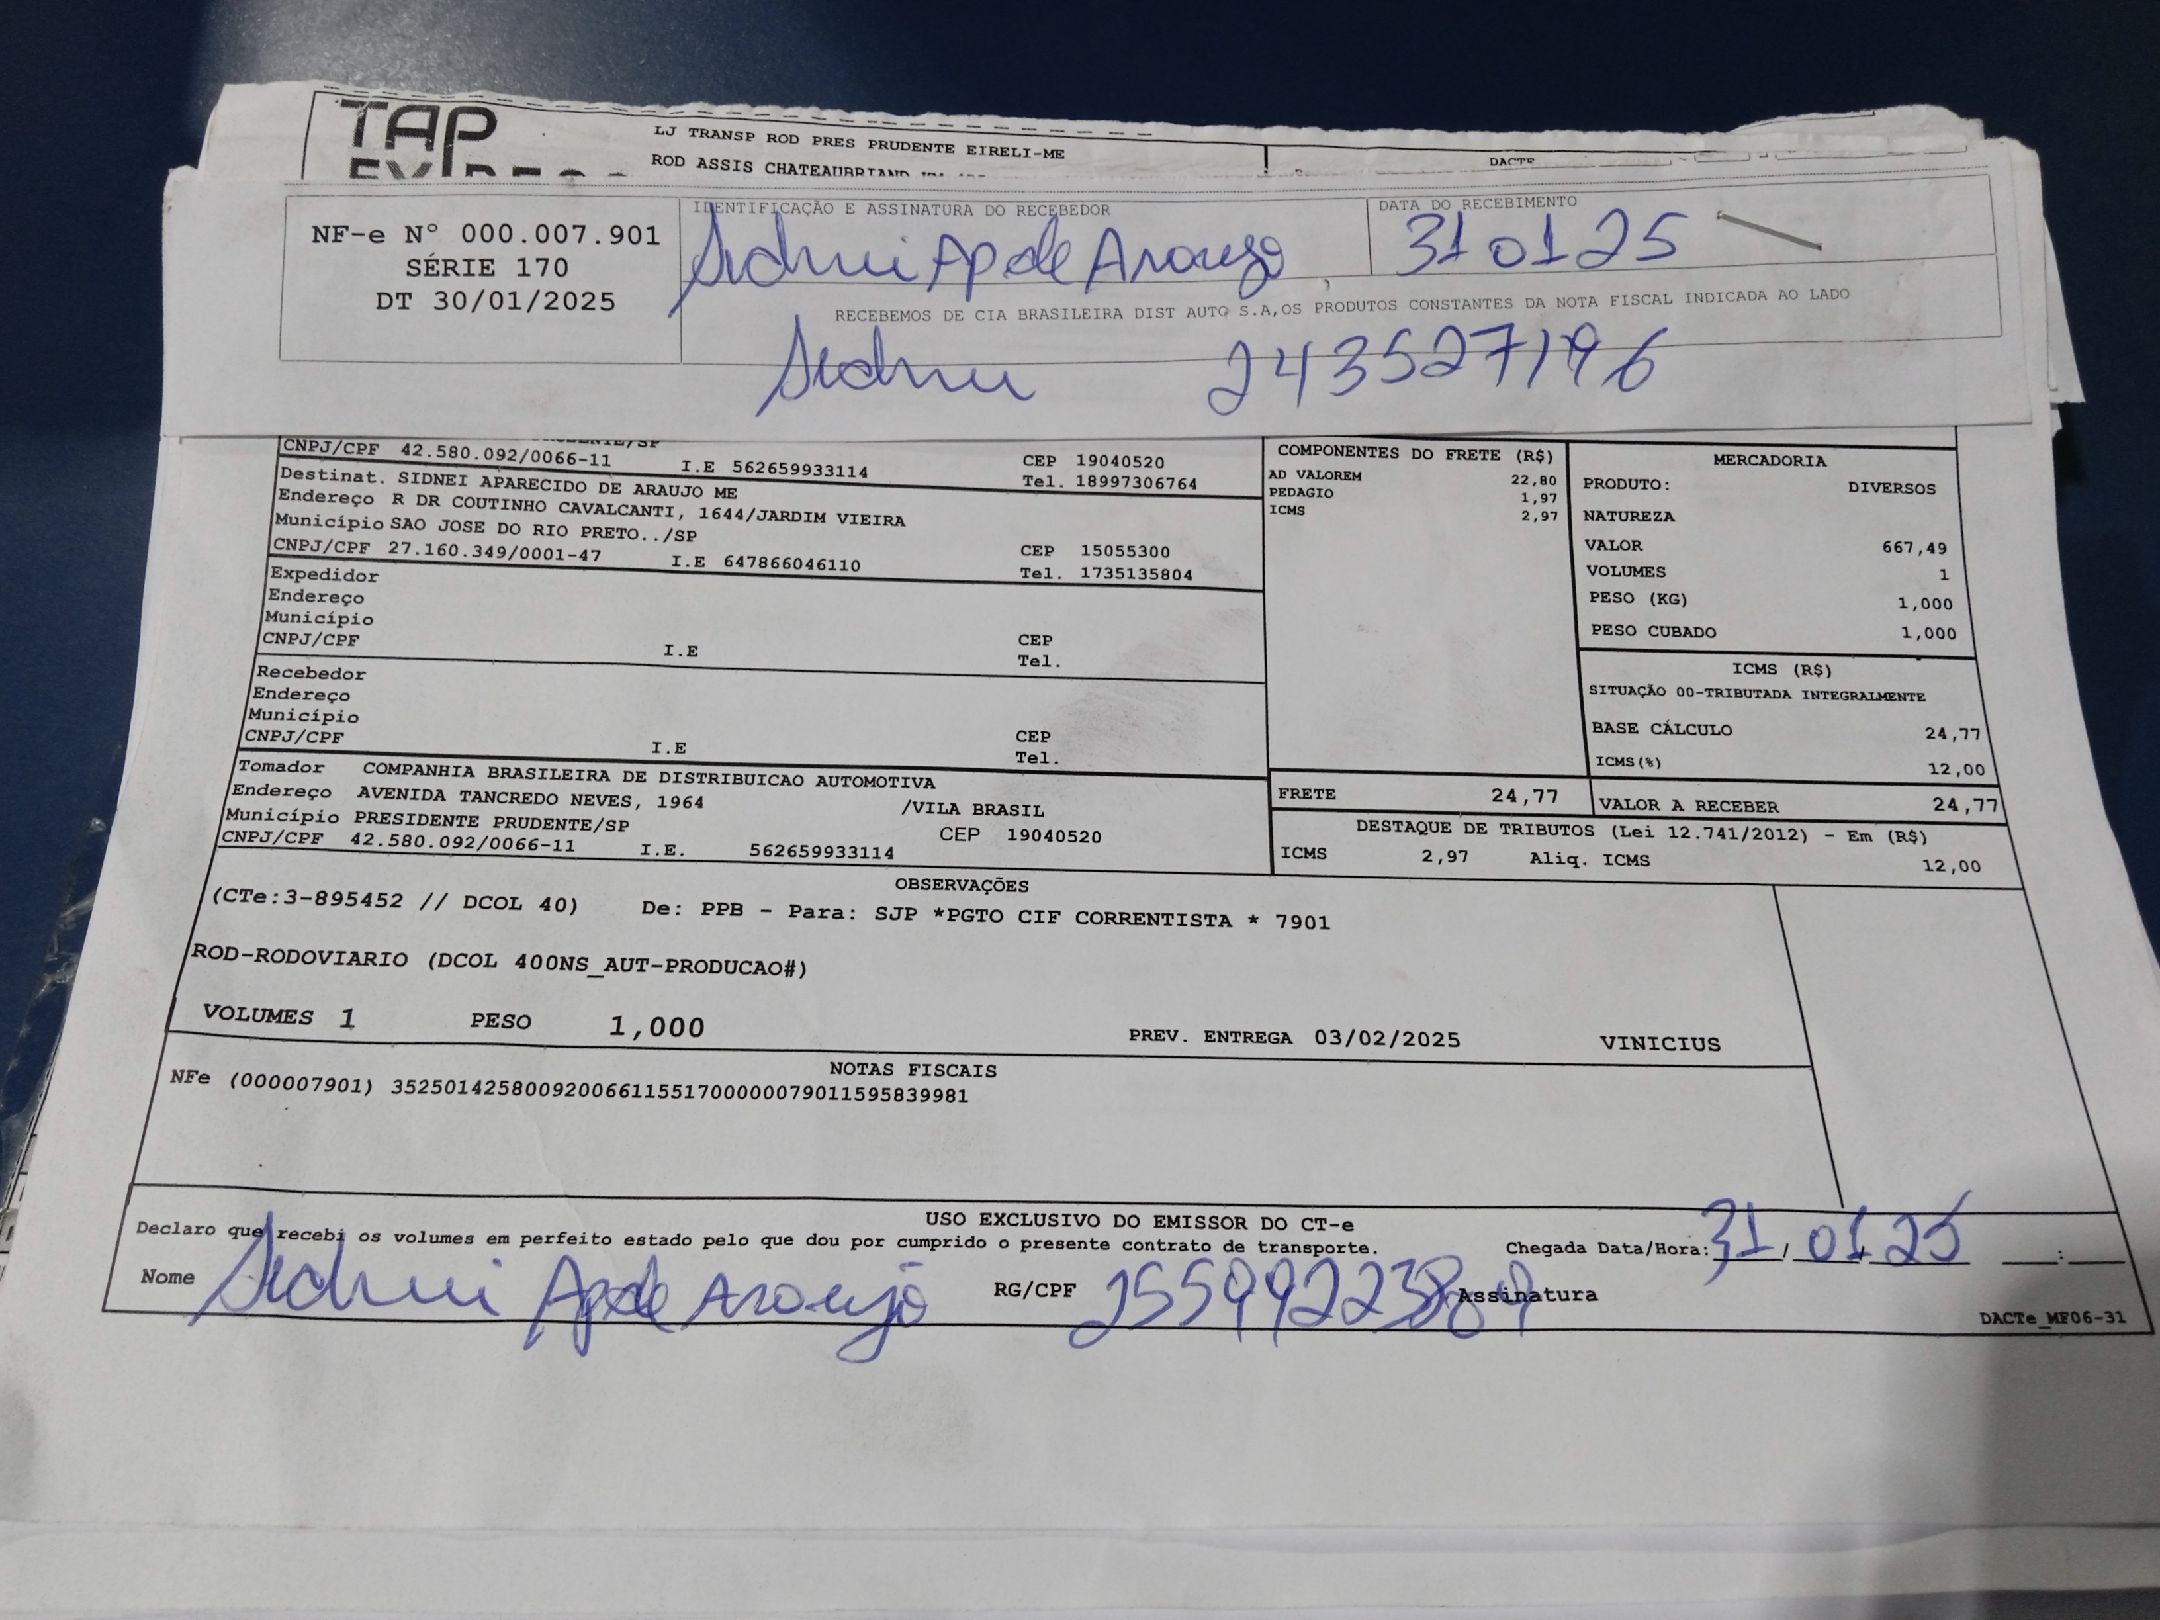 TAP
LJ TRANSP ROD PRES PRUDENTE EIRELI-ME
ROD ASSIS CHATEAUBRIAND
DACTE
NF-e Nº 000.007.901
SÉRIE 170
DT 30/01/2025
IDENTIFICAÇÃO E ASSINATURA DO RECEBEDOR
Sidnei Ap de Araujo
DATA DO RECEBIMENTO
31 01 25
RECEBEMOS DE CIA BRASILEIRA DIST AUTO S.A,OS PRODUTOS CONSTANTES DA NOTA FISCAL INDICADA AO LADO
243527196
CNPJ/CPF 42.580.092/0066-11 I.E 562659933114 CEP 19040520
Tel. 18997306764
Destinat. SIDNEI APARECIDO DE ARAUJO ME
Endereço R DR COUTINHO CAVALCANTI, 1644/JARDIM VIEIRA
Município SAO JOSE DO RIO PRETO../SP CEP 15055300
CNPJ/CPF 27.160.349/0001-47 I.E 647866046110 Tel. 1735135804
Expedidor
Endereço
Município CEP
CNPJ/CPF I.E Tel.
Recebedor
Endereço
Município CEP
CNPJ/CPF I.E Tel.
Tomador COMPANHIA BRASILEIRA DE DISTRIBUICAO AUTOMOTIVA
Endereço AVENIDA TANCREDO NEVES, 1964 /VILA BRASIL
Município PRESIDENTE PRUDENTE/SP CEP 19040520
CNPJ/CPF 42.580.092/0066-11 I.E. 562659933114
COMPONENTES DO FRETE (R$)
AD VALOREM 22,80
PEDAGIO 1,97
ICMS 2,97
MERCADORIA
PRODUTO: DIVERSOS
NATUREZA
VALOR 667,49
VOLUMES 1
PESO (KG) 1,000
PESO CUBADO 1,000
ICMS (R$)
SITUAÇÃO 00-TRIBUTADA INTEGRALMENTE
BASE CÁLCULO 24,77
ICMS(%) 12,00
FRETE 24,77 VALOR A RECEBER 24,77
DESTAQUE DE TRIBUTOS (Lei 12.741/2012) - Em (R$)
ICMS 2,97 Aliq. ICMS 12,00
OBSERVAÇÕES
(CTe:3-895452 // DCOL 40) De: PPB - Para: SJP *PGTO CIF CORRENTISTA * 7901
ROD-RODOVIARIO (DCOL 400NS_AUT-PRODUCAO#)
VOLUMES 1 PESO 1,000 PREV. ENTREGA 03/02/2025 VINICIUS
NOTAS FISCAIS
NFe (000007901) 35250142580092006611551700000079011595839981
USO EXCLUSIVO DO EMISSOR DO CT-e
Declaro que recebi os volumes em perfeito estado pelo que dou por cumprido o presente contrato de transporte. Chegada Data/Hora: 31/01 25 :
Nome Sidnei Ap de Araujo RG/CPF Assinatura
DACTe_MF06-31